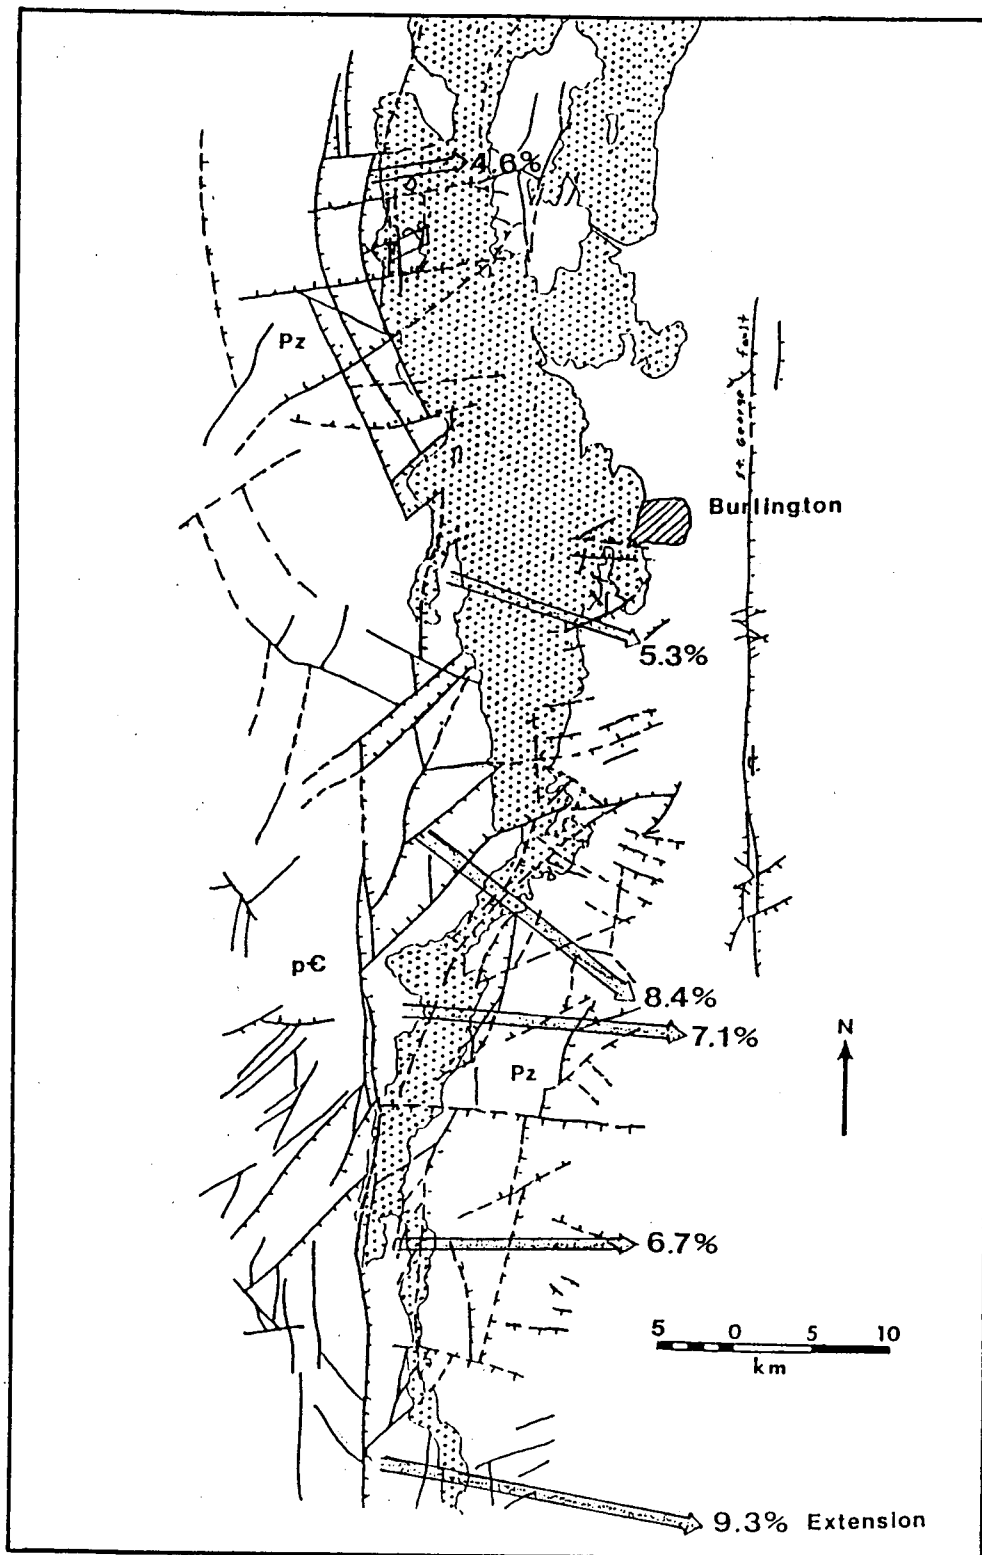 4.6%
Pz
St. George fault
Burlington
5.3%
p€
8.4%
7.1%
N
Pz
6.7%
5 0 5 10
km
9.3% Extension